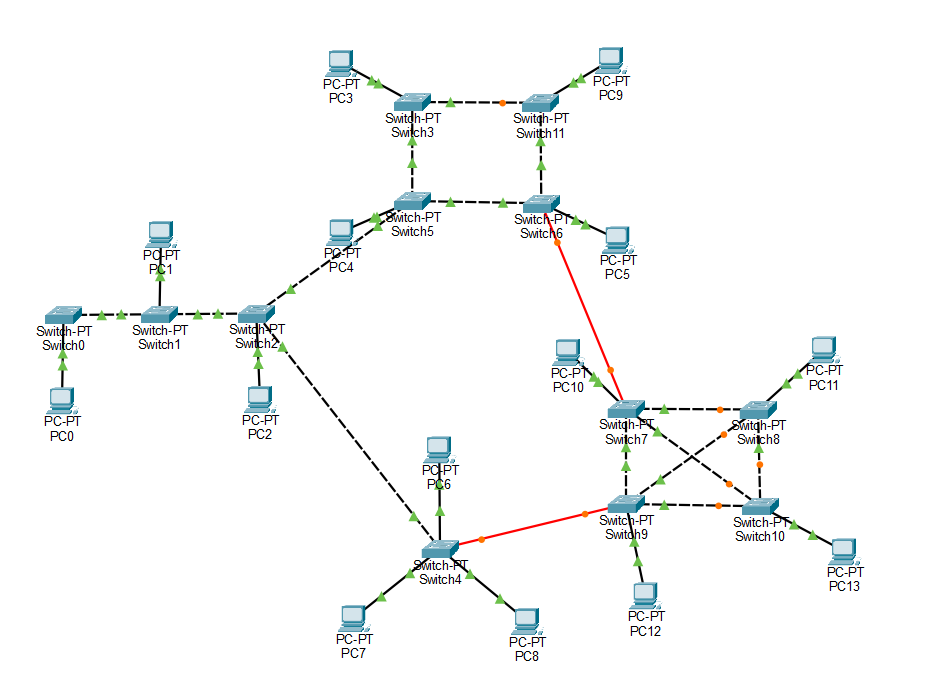 PC-PT
PC3
PC-PT
PC9
Switch-PT
Switch3
Switch-PT
Switch11
Switch-PT
Switch5
Switch-PT
Switch6
PC-PT
PC4
PC-PT
PC5
PC-PT
PC1
Switch-PT
Switch0
Switch-PT
Switch1
Switch-PT
Switch2
PC-PT
PC0
PC-PT
PC2
PC-PT
PC10
PC-PT
PC11
Switch-PT
Switch7
Switch-PT
Switch8
PC-PT
PC6
Switch-PT
Switch9
Switch-PT
Switch10
Switch-PT
Switch4
PC-PT
PC13
PC-PT
PC12
PC-PT
PC7
PC-PT
PC8